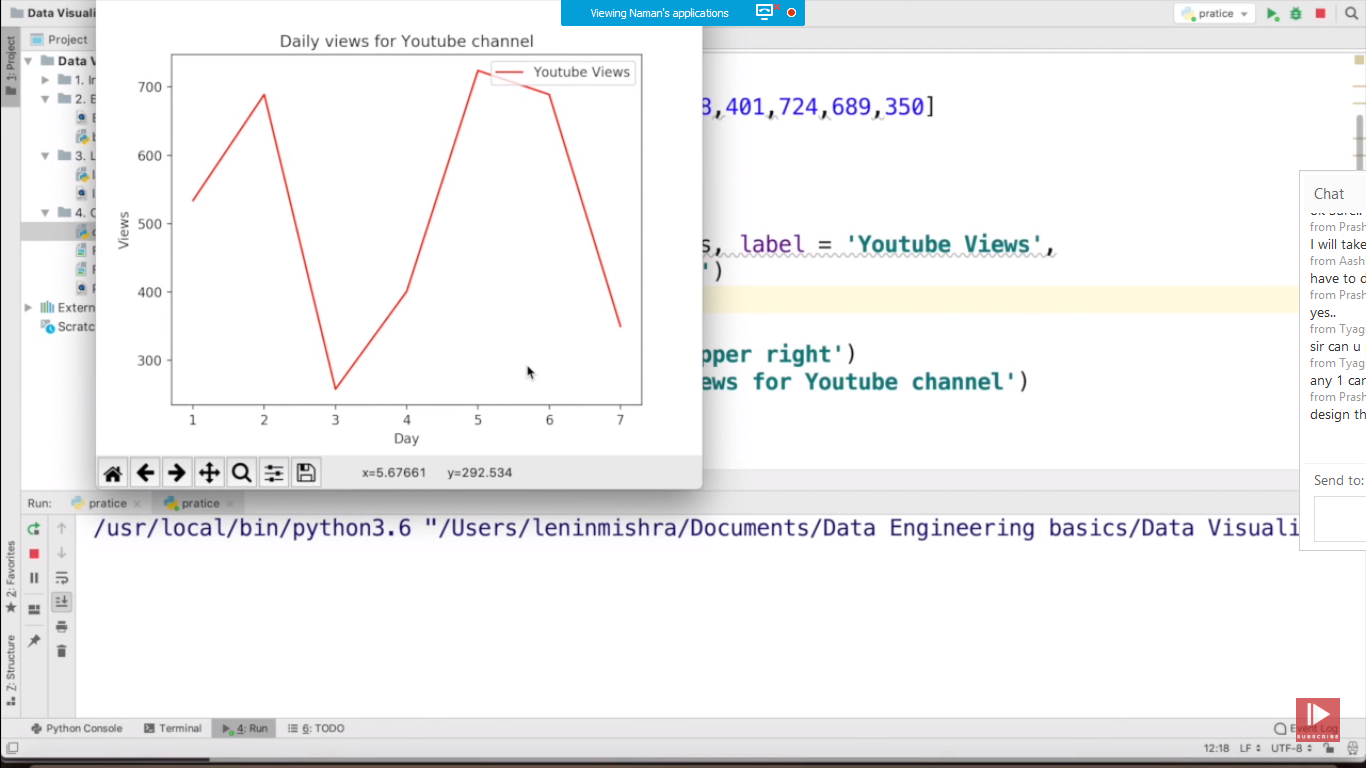 Data Visuali
Viewing Naman's applications
pratice
1: Project
Project
Data V
1. Ir
2. E
3. L
4. C
Extern
Scratc
Daily views for Youtube channel
Youtube Views
700
600
500
400
300
Views
1 2 3 4 5 6 7
Day
x=5.67661 y=292.534
8,401,724,689,350]
s, label = 'Youtube Views',
')
pper right')
ews for Youtube channel')
Chat
from Prash
I will take
from Aash
have to d
from Prash
yes..
from Tyag
sir can u
from Tyag
any 1 car
from Prash
design th
Send to:
Run: pratice pratice
/usr/local/bin/python3.6 "/Users/leninmishra/Documents/Data Engineering basics/Data Visuali
2: Favorites
Z: Structure
Python Console Terminal 4: Run 6: TODO
Event Log
SUBSCRIBE
12:18 LF UTF-8